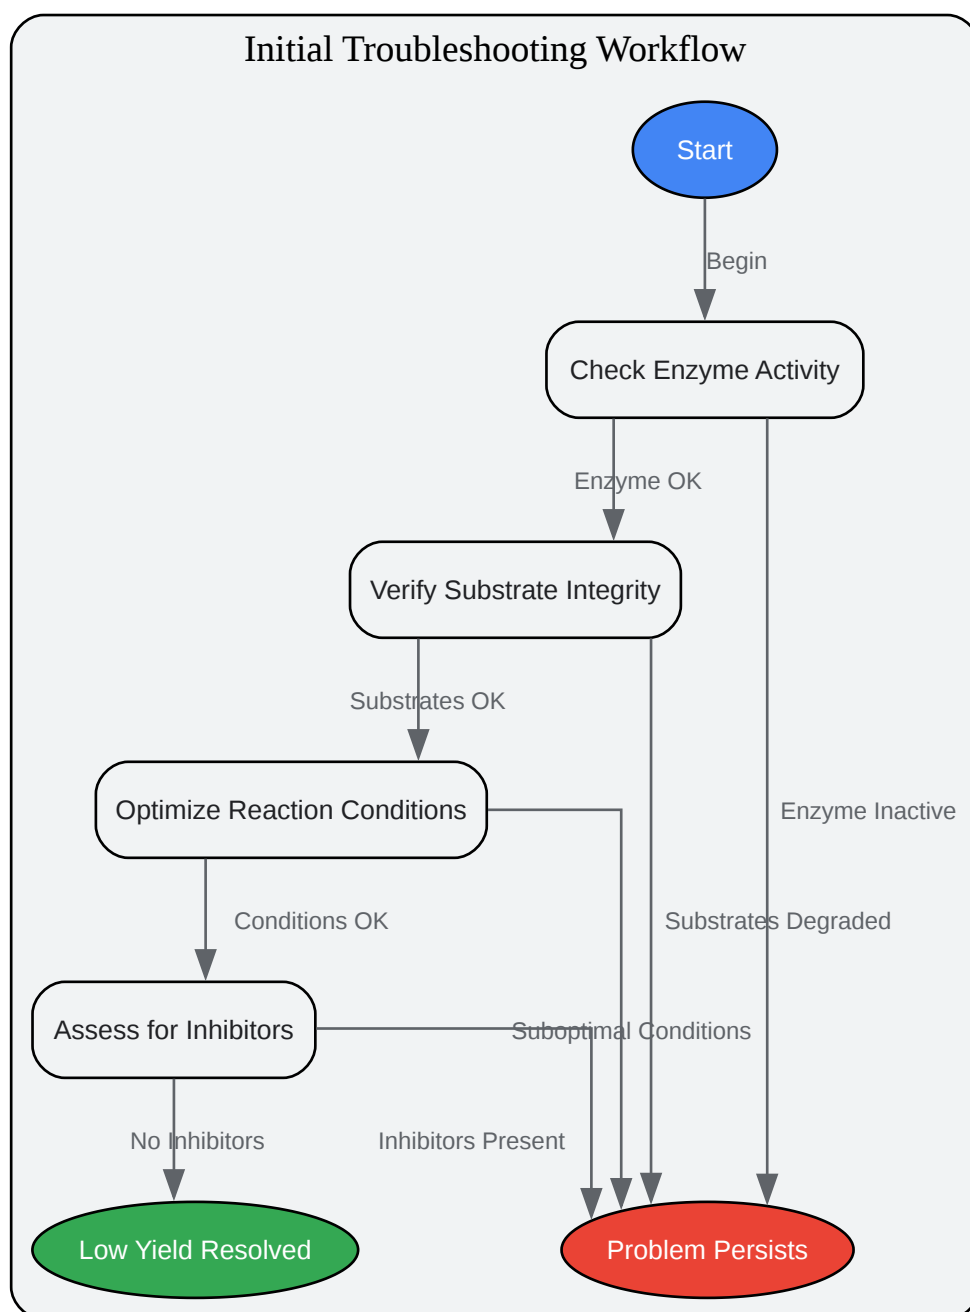 Initial Troubleshooting Workflow
Start
Begin
Check Enzyme Activity
Enzyme OK
Verify Substrate Integrity
Substrates OK
Optimize Reaction Conditions
Enzyme Inactive
Conditions OK
Substrates Degraded
Assess for Inhibitors
Suboptimal Conditions
No Inhibitors
Inhibitors Present
Low Yield Resolved
Problem Persists